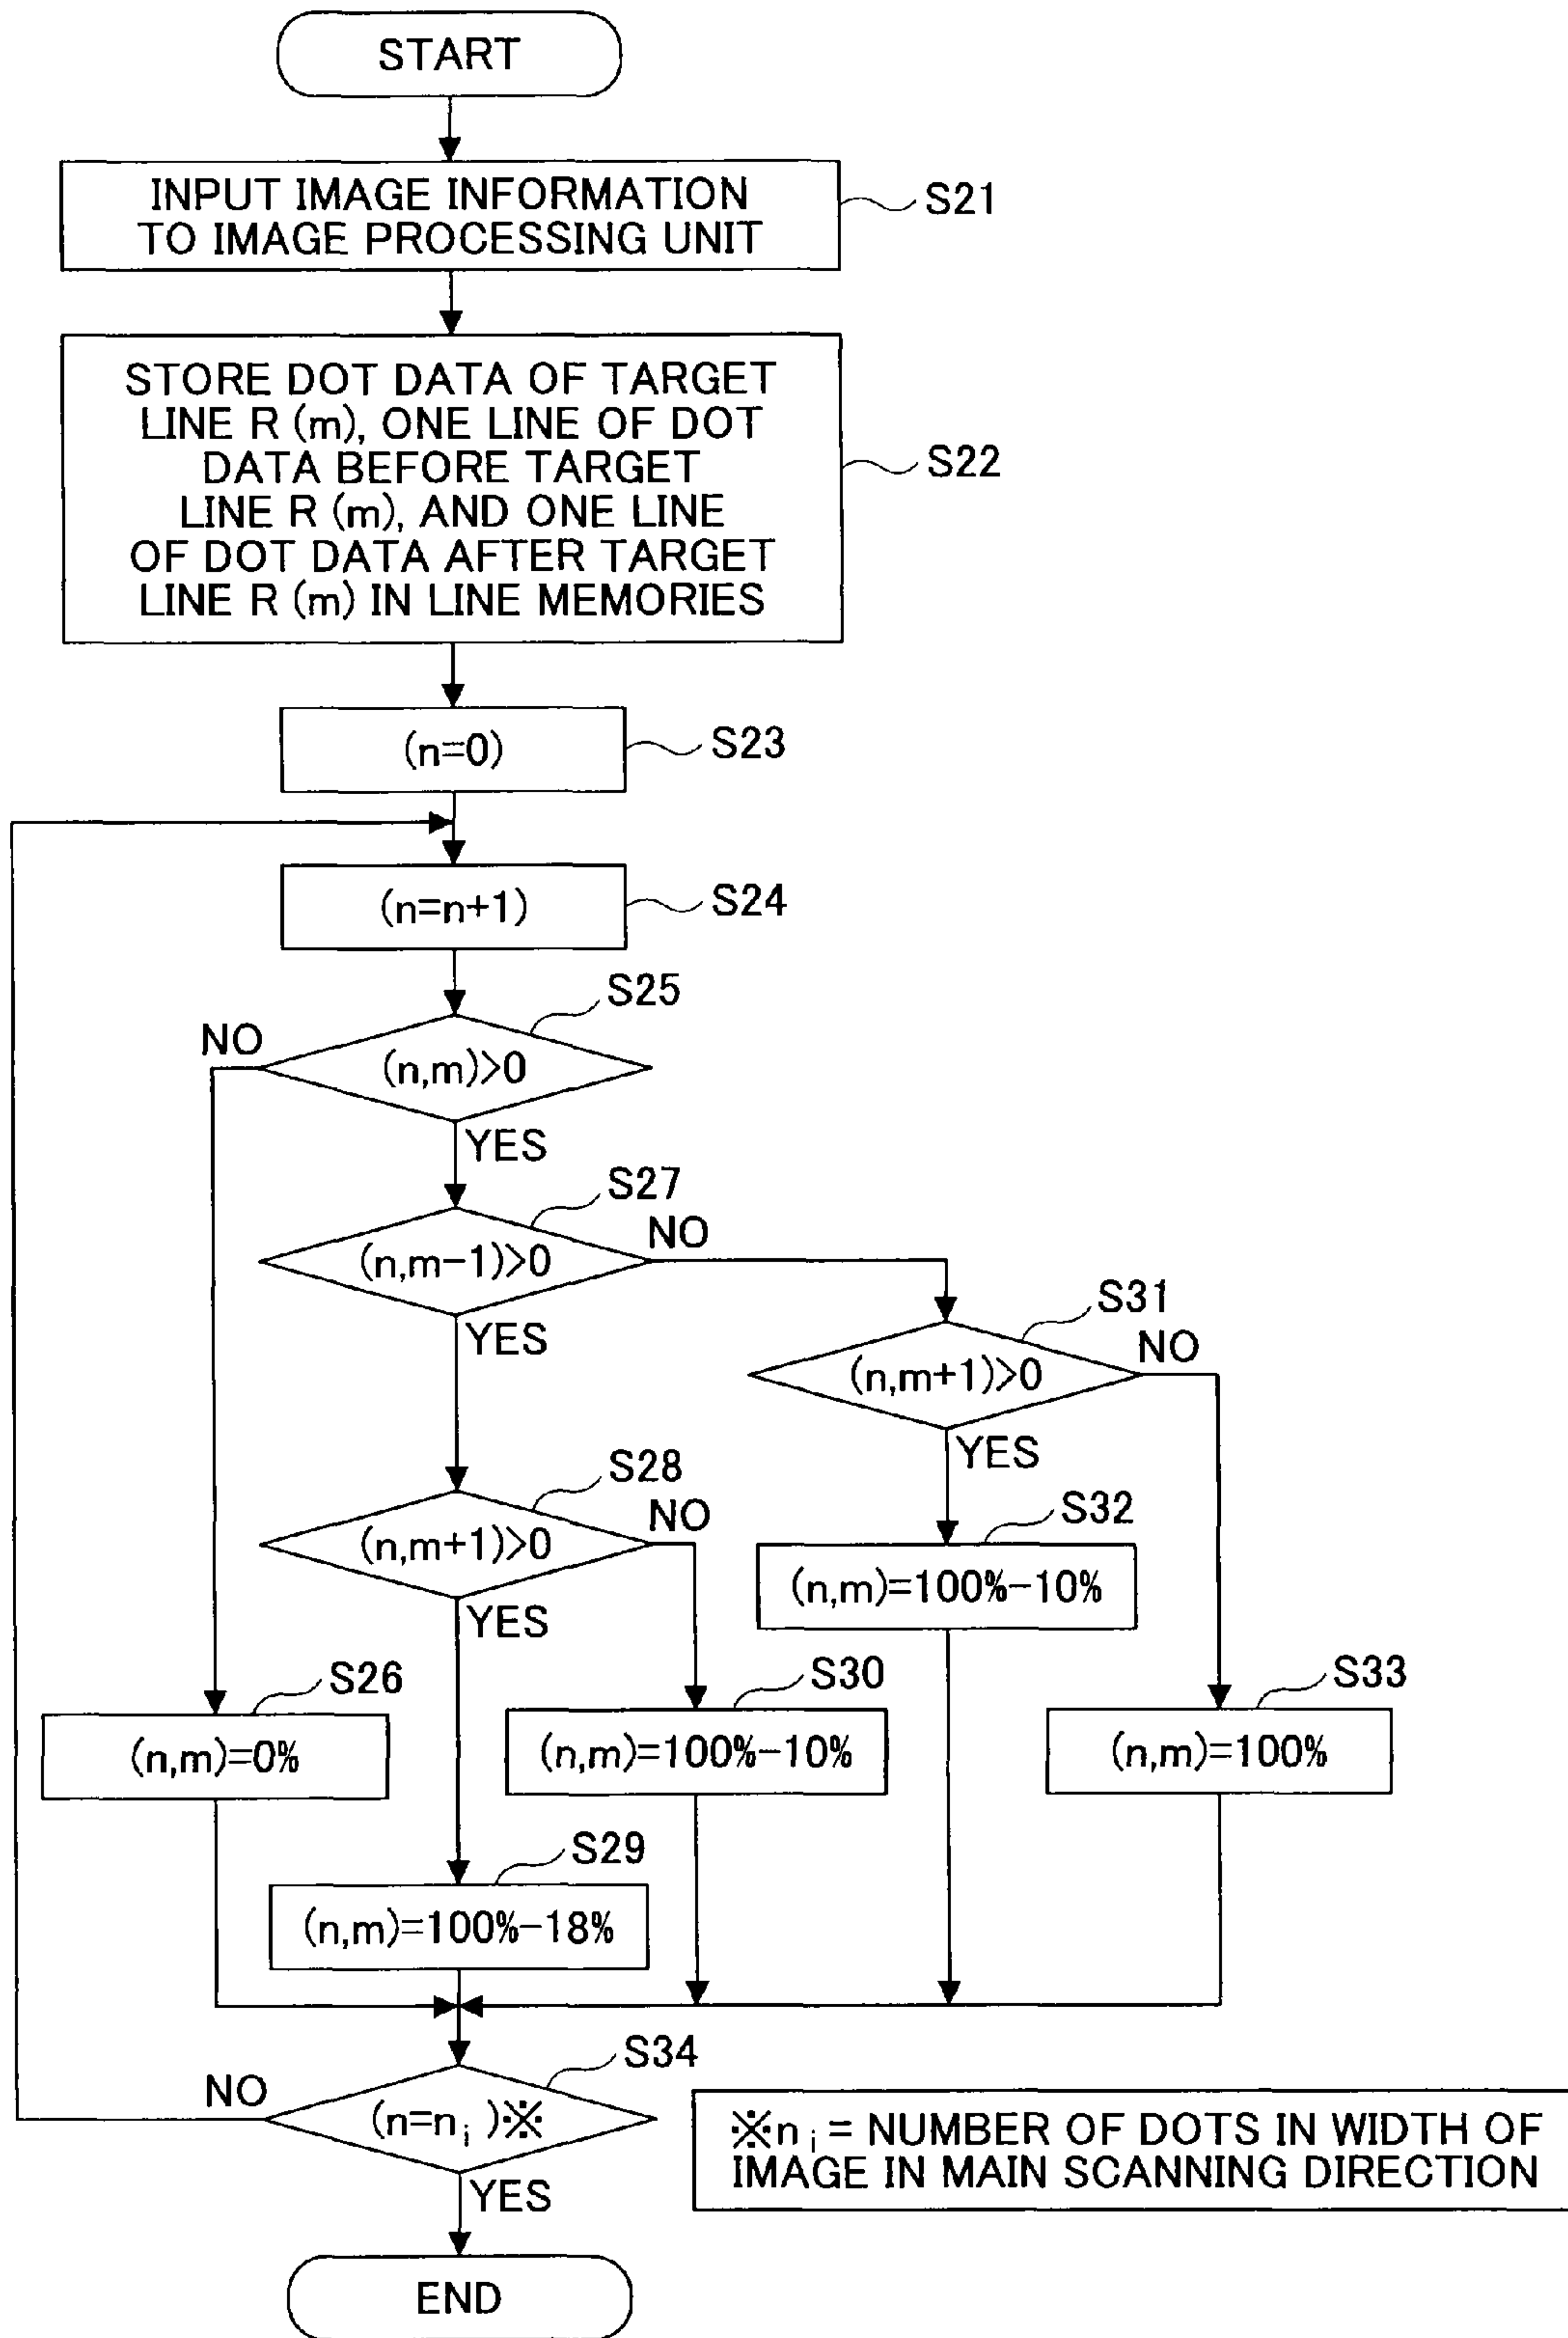 START
INPUT IMAGE INFORMATION
TO IMAGE PROCESSING UNIT
S21
STORE DOT DATA OF TARGET
LINE R (m), ONE LINE OF DOT
DATA BEFORE TARGET
LINE R (m), AND ONE LINE
OF DOT DATA AFTER TARGET
LINE R (m) IN LINE MEMORIES
S22
(n=0)
S23
(n=n+1)
S24
S25
NO
(n,m)>0
YES
S27
NO
(n,m-1)>0
YES
S31
NO
(n,m+1)>0
YES
S28
NO
(n,m+1)>0
YES
S32
(n,m)=100%-10%
S26
(n,m)=0%
S30
(n,m)=100%-10%
S33
(n,m)=100%
S29
(n,m)=100%-18%
S34
NO
(n=nᵢ)※
YES
※nᵢ = NUMBER OF DOTS IN WIDTH OF
IMAGE IN MAIN SCANNING DIRECTION
END